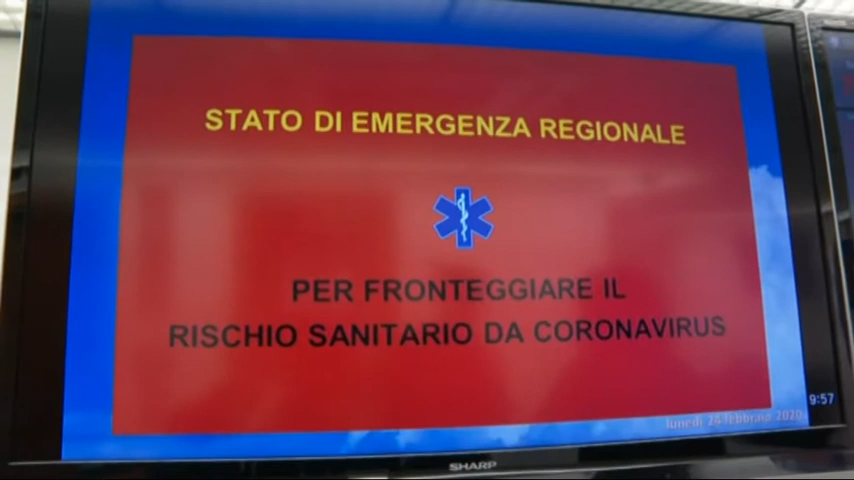 STATO DI EMERGENZA REGIONALE
PER FRONTEGGIARE IL
RISCHIO SANITARIO DA CORONAVIRUS
9:57
lunedì 24 febbraio 2020
SHARP